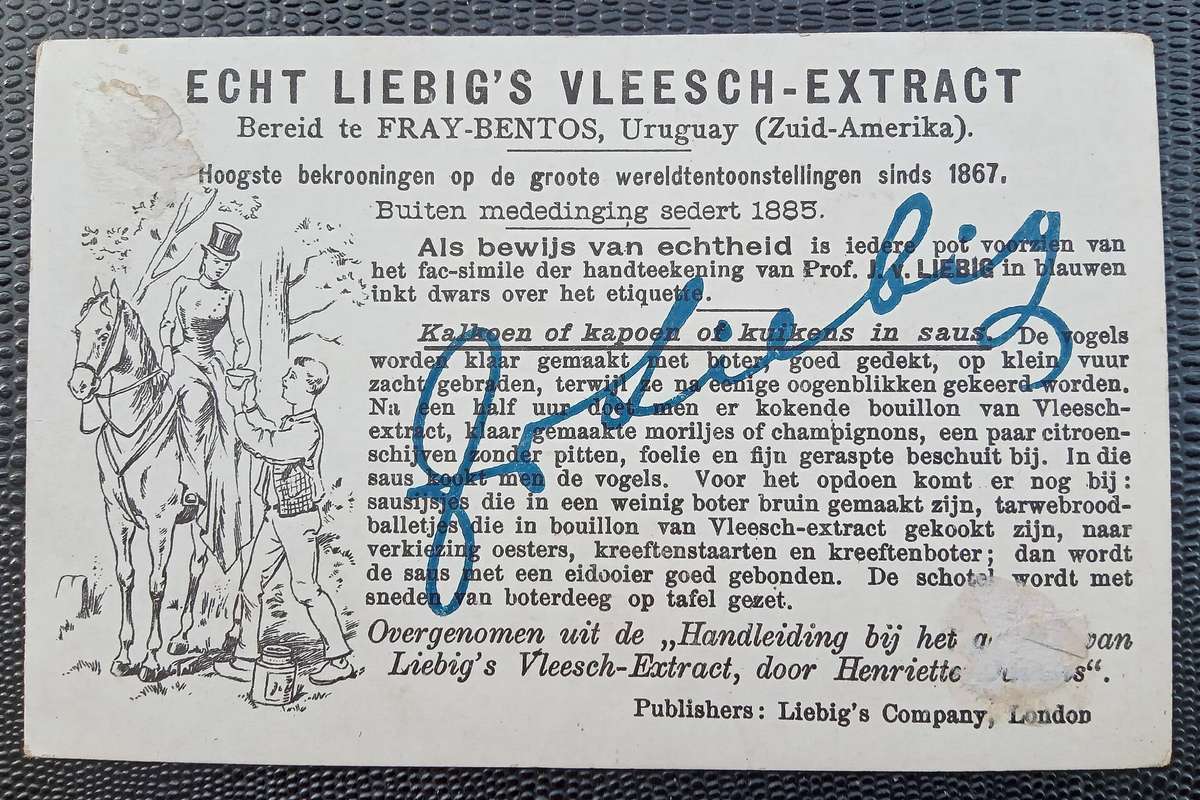 ECHT LIEBIG'S VLEESCH-EXTRACT
Bereid te FRAY-BENTOS, Uruguay (Zuid-Amerika).
Hoogste bekrooningen op de groote wereldtentoonstellingen sinds 1867.
Buiten mededinging sedert 1885.
Als bewijs van echtheid is iedere pot voorzien van
het fac-simile der handteekening van Prof. J. v. LIEBIG in blauwen
inkt dwars over het etiquette.
Kalkoen of kapoen of kuikens in saus. De vogels
worden klaar gemaakt met boter, goed gedekt, op klein vuur
zacht gebraden, terwijl ze na eenige oogenblikken gekeerd worden.
Na een half uur doet men er kokende bouillon van Vleesch-
extract, klaar gemaakte moriljes of champignons, een paar citroen-
schijven zonder pitten, foelie en fijn geraspte beschuit bij. In die
saus kookt men de vogels. Voor het opdoen komt er nog bij:
sausijsjes die in een weinig boter bruin gemaakt zijn, tarwebrood-
balletjes die in bouillon van Vleesch-extract gekookt zijn, naar
verkiezing oesters, kreeftenstaarten en kreeftenboter; dan wordt
de saus met een eidooier goed gebonden. De schotel wordt met
sneden van boterdeeg op tafel gezet.
Overgenomen uit de „Handleiding bij het van
Liebig's Vleesch-Extract, door Henriette
Publishers: Liebig's Company, London
J v Liebig